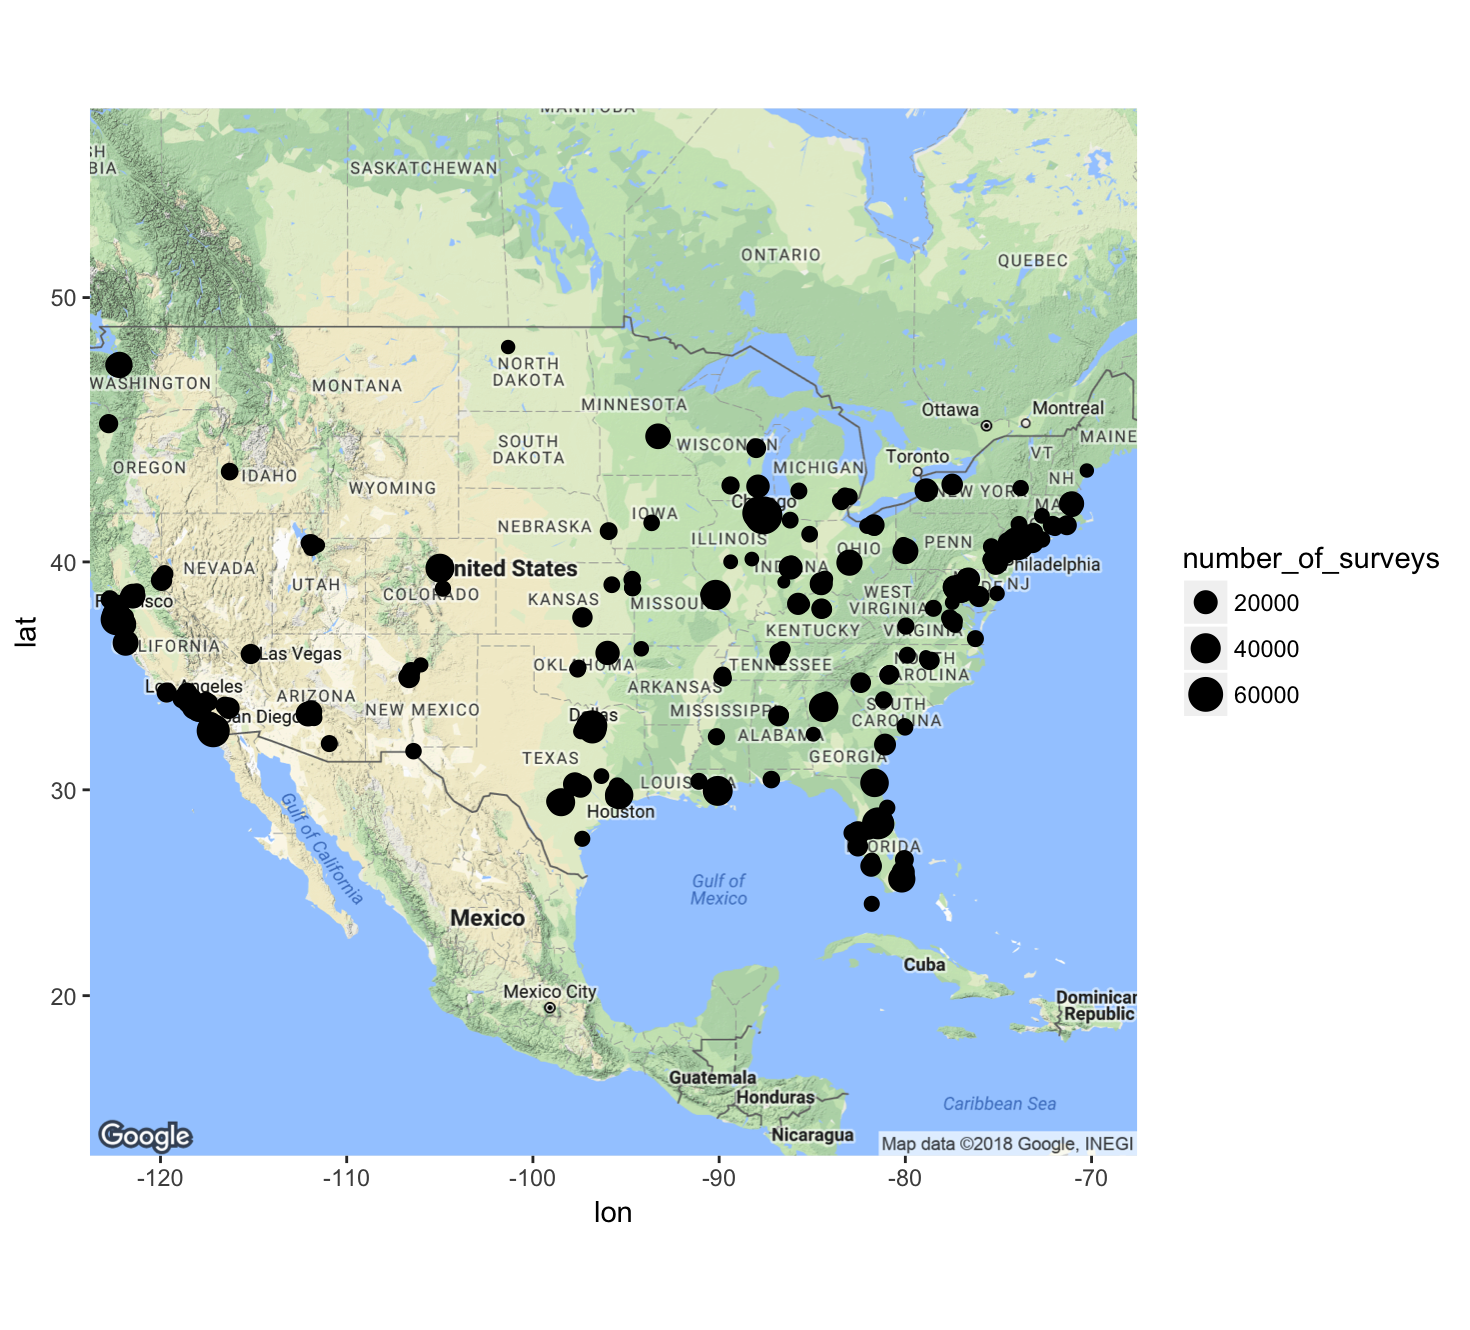 MANITOBA
SH
BIA
SASKATCHEWAN
ONTARIO
QUEBEC
50
WASHINGTON
MONTANA
NORTH
DAKOTA
MINNESOTA
Ottawa
Montreal
OREGON
IDAHO
SOUTH
DAKOTA
WISCONSIN
MICHIGAN
Toronto
VT
MAINE
WYOMING
NH
NEW YORK
MA
Chicago
NEBRASKA
IOWA
ILLINOIS
OHIO
PENN
number_of_surveys
40
NEVADA
UTAH
United States
COLORADO
INDIANA
Philadelphia
DE
NJ
KANSAS
MISSOURI
WEST
VIRGINIA
20000
lat
CALIFORNIA
Las Vegas
KENTUCKY
VIRGINIA
40000
OKLAHOMA
TENNESSEE
NORTH
CAROLINA
Los Angeles
ARIZONA
ARKANSAS
60000
San Diego
NEW MEXICO
Dallas
MISSISSIPPI
SOUTH
CAROLINA
ALABAMA
TEXAS
GEORGIA
30
LOUISIANA
Houston
Gulf of California
FLORIDA
Gulf of
Mexico
Mexico
Cuba
20
Mexico City
Dominican
Republic
Guatemala
Honduras
Caribbean Sea
Nicaragua
Google
Map data ©2018 Google, INEGI
-120
-110
-100
-90
-80
-70
lon